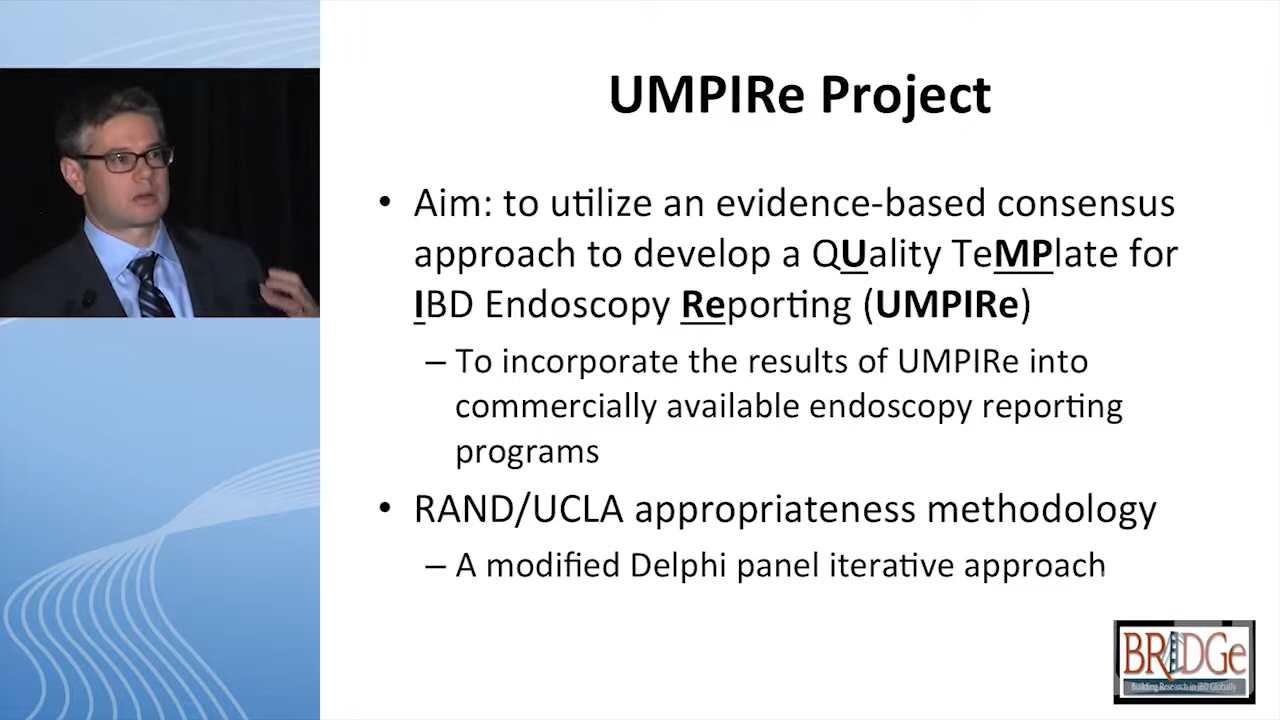 UMPIRe Project
• Aim: to utilize an evidence-based consensus
approach to develop a QUality TeMPlate for
IBD Endoscopy Reporting (UMPIRe)
– To incorporate the results of UMPIRe into
commercially available endoscopy reporting
programs
• RAND/UCLA appropriateness methodology
– A modified Delphi panel iterative approach
BRIDGe
Building Research in IBD Globally